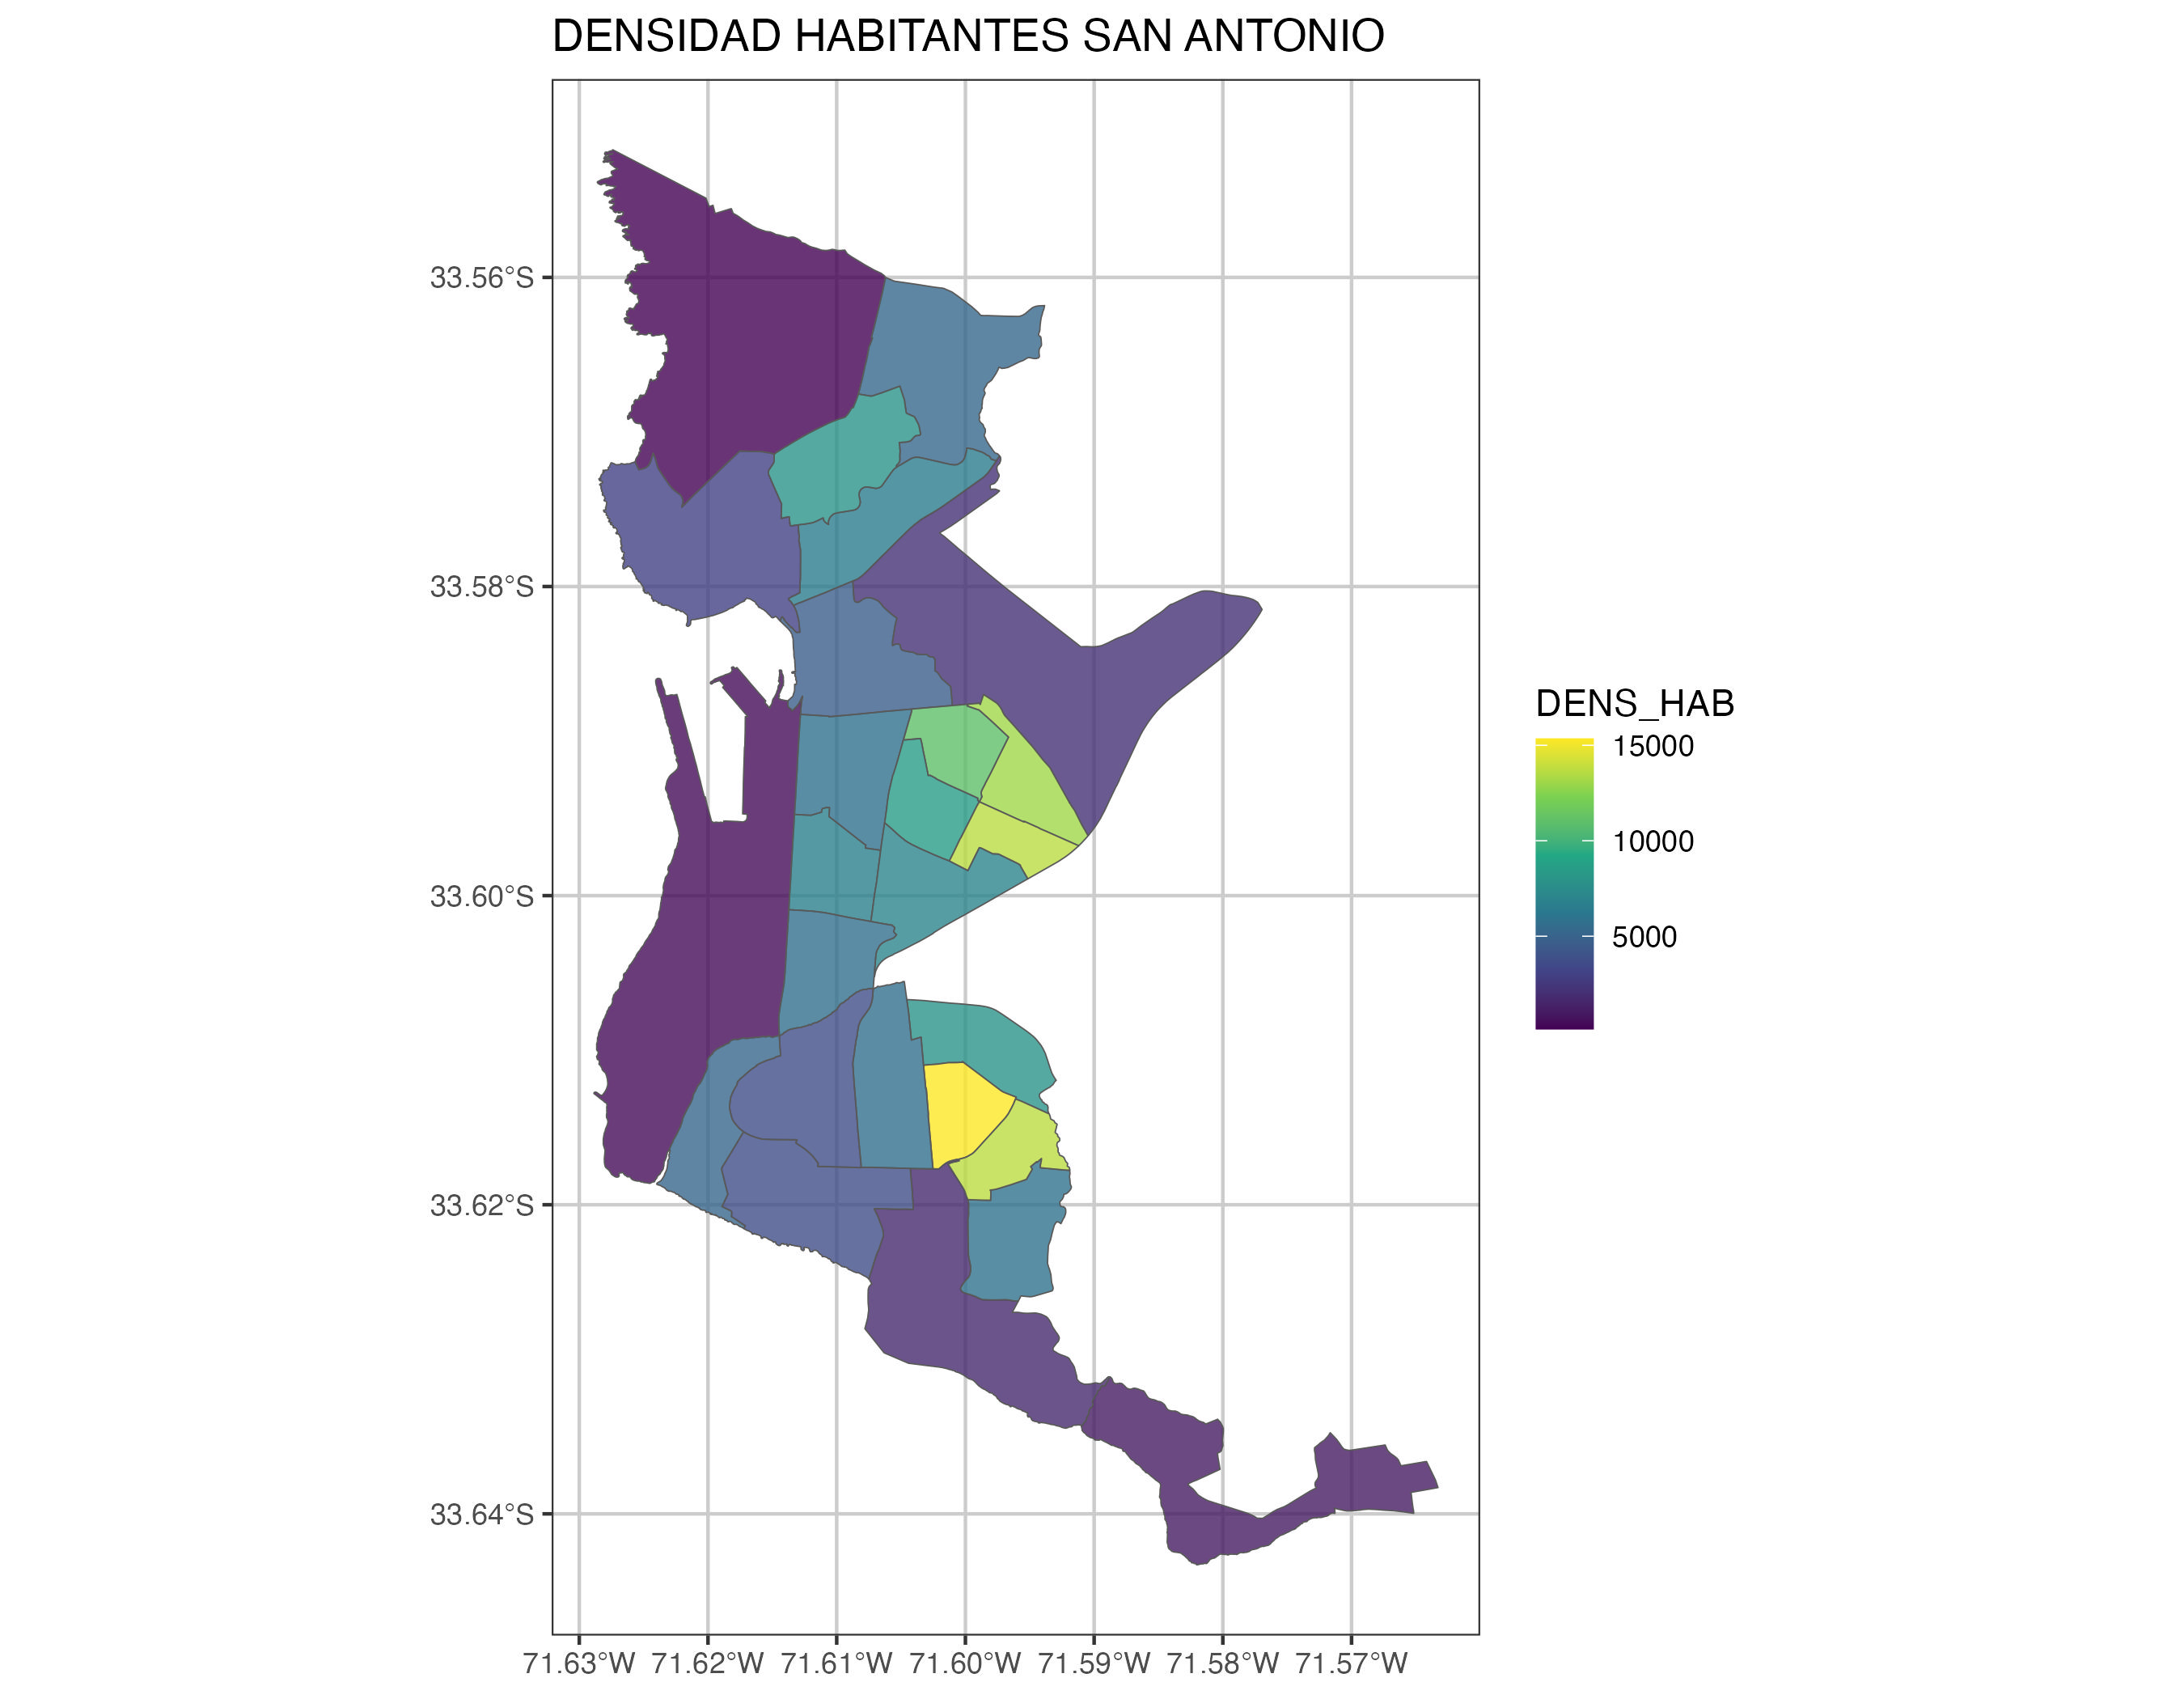 DENSIDAD HABITANTES SAN ANTONIO
33.56°S
33.58°S
33.60°S
33.62°S
33.64°S
71.63°W 71.62°W 71.61°W 71.60°W 71.59°W 71.58°W 71.57°W
DENS_HAB
15000
10000
5000